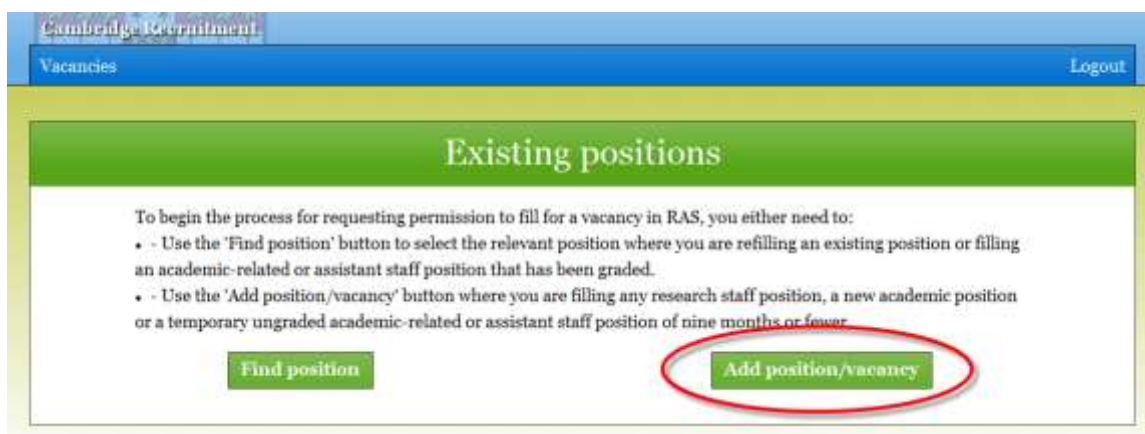 Cambridge Recruitment
Vacancies Logout
Existing positions
To begin the process for requesting permission to fill for a vacancy in RAS, you either need to:
• - Use the 'Find position' button to select the relevant position where you are refilling an existing position or filling
an academic-related or assistant staff position that has been graded.
• - Use the 'Add position/vacancy' button where you are filling any research staff position, a new academic position
or a temporary ungraded academic-related or assistant staff position of nine months or fewer
Find position Add position/vacancy